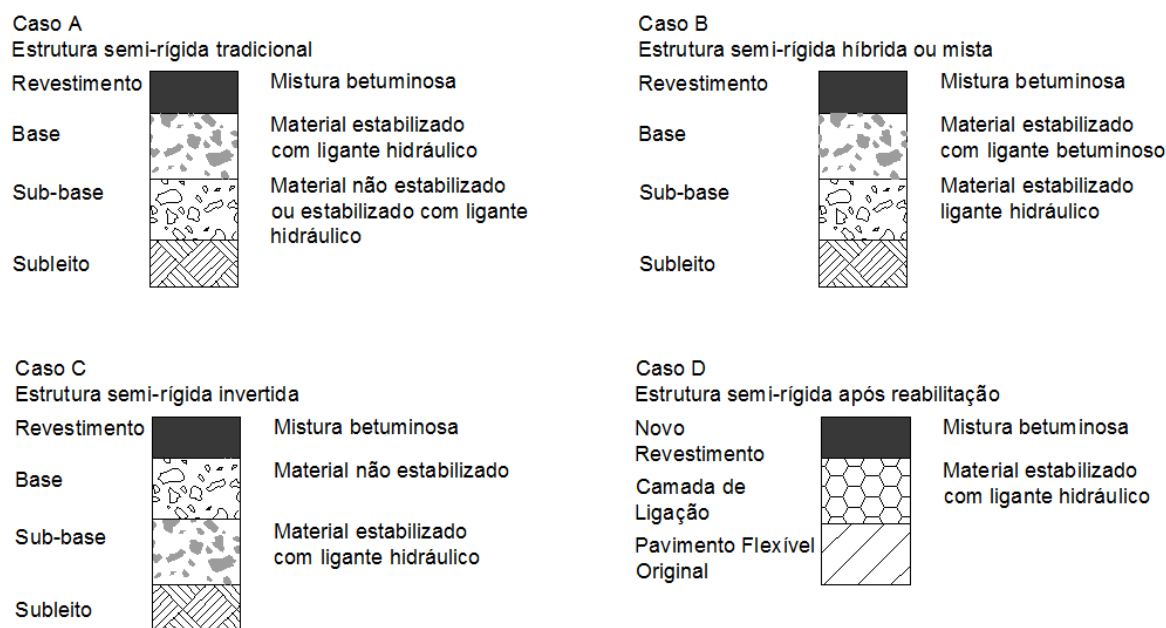 Caso A
Estrutura semi-rígida tradicional
Revestimento
Mistura betuminosa
Base
Material estabilizado
com ligante hidráulico
Sub-base
Material não estabilizado
ou estabilizado com ligante
hidráulico
Subleito
Caso B
Estrutura semi-rígida híbrida ou mista
Revestimento
Mistura betuminosa
Base
Material estabilizado
com ligante betuminoso
Sub-base
Material estabilizado
ligante hidráulico
Subleito
Caso C
Estrutura semi-rígida invertida
Revestimento
Mistura betuminosa
Base
Material não estabilizado
Sub-base
Material estabilizado
com ligante hidráulico
Subleito
Caso D
Estrutura semi-rígida após reabilitação
Novo
Revestimento
Mistura betuminosa
Camada de
Ligação
Material estabilizado
com ligante hidráulico
Pavimento Flexível
Original